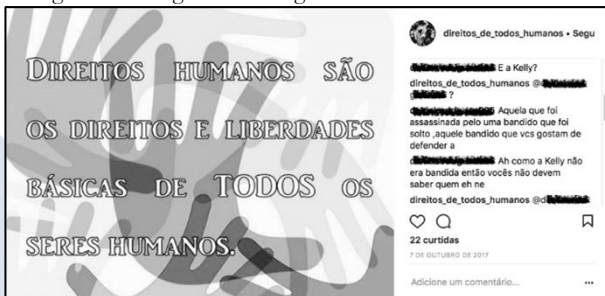 DIREITOS HUMANOS SÃO
OS DIREITOS E LIBERDADES
BÁSICAS DE TODOS OS
SERES HUMANOS.
direitos_de_todos_humanos • Segu
E a Kelly?
direitos_de_todos_humanos @
?
Aquela que foi
assassinada pelo uma bandido que foi
solto ,aquele bandido que vcs gostam de
defender a
Ah como a Kelly não
era bandida então vocês não devem
saber quem eh ne
direitos_de_todos_humanos @
22 curtidas
7 DE OUTUBRO DE 2017
Adicione um comentário...